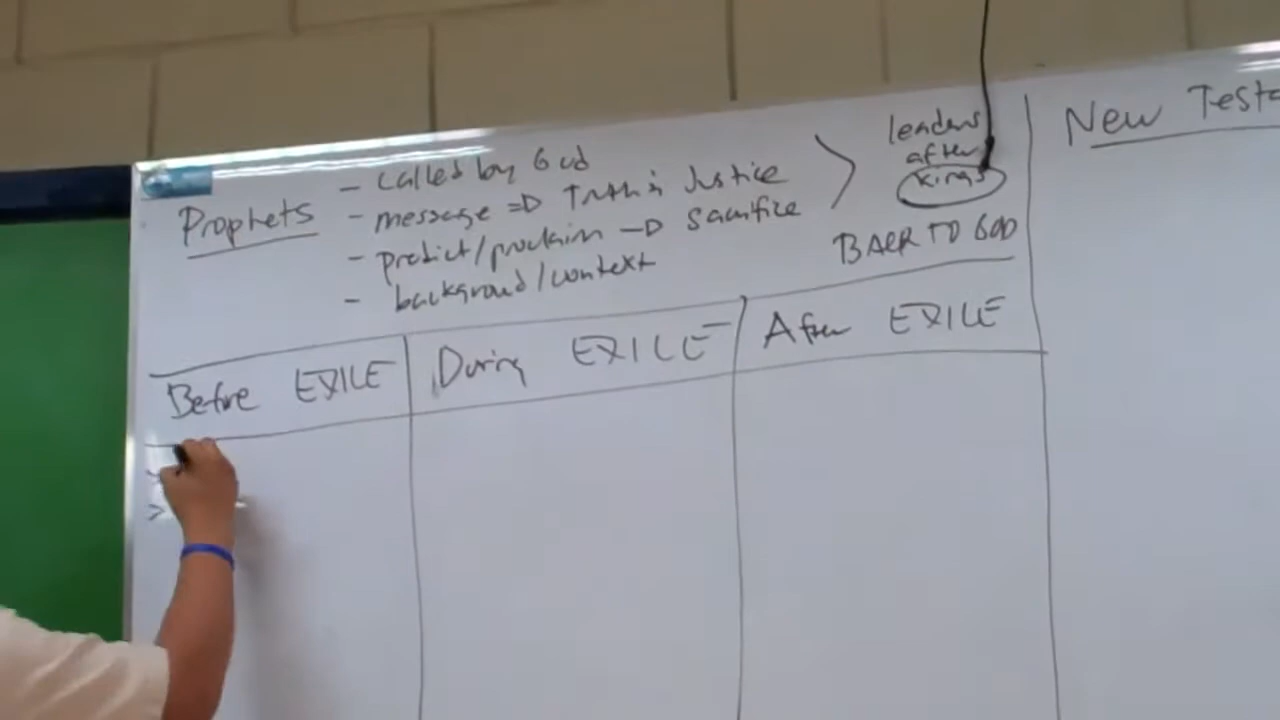 Prophets
- called by God
- message => Truth & Justice
- predict/proclaim -> Sacrifice
- background/context
leaders
after
kings
BACK TO GOD
New Testa
Before EXILE
During EXILE
After EXILE
>